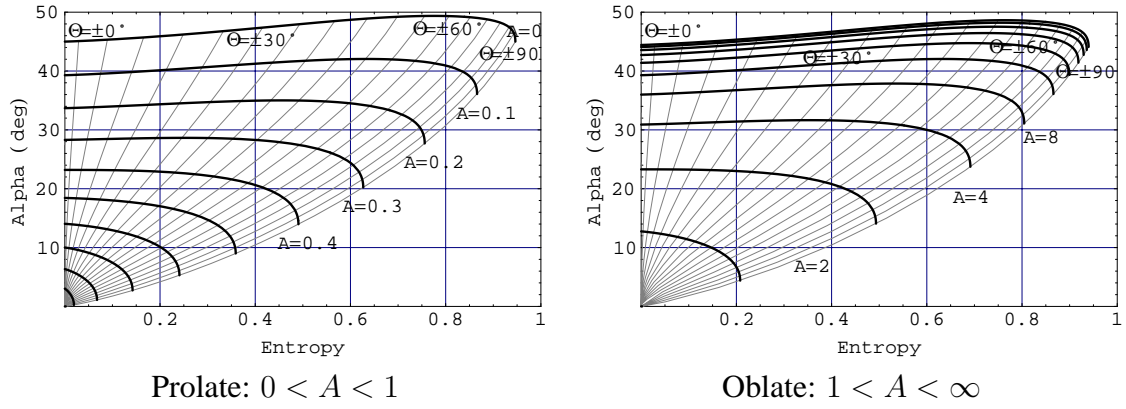 50
40
30
20
10
Alpha (deg)
Θ=±0°
Θ=±30°
Θ=±60°
A=0
Θ=±90
A=0.1
A=0.2
A=0.3
A=0.4
0.2 0.4 0.6 0.8 1
Entropy
Prolate: 0 < A < 1
50
40
30
20
10
Alpha (deg)
Θ=±0°
Θ=±30°
Θ=±60°
Θ=±90
A=8
A=4
A=2
0.2 0.4 0.6 0.8 1
Entropy
Oblate: 1 < A < ∞